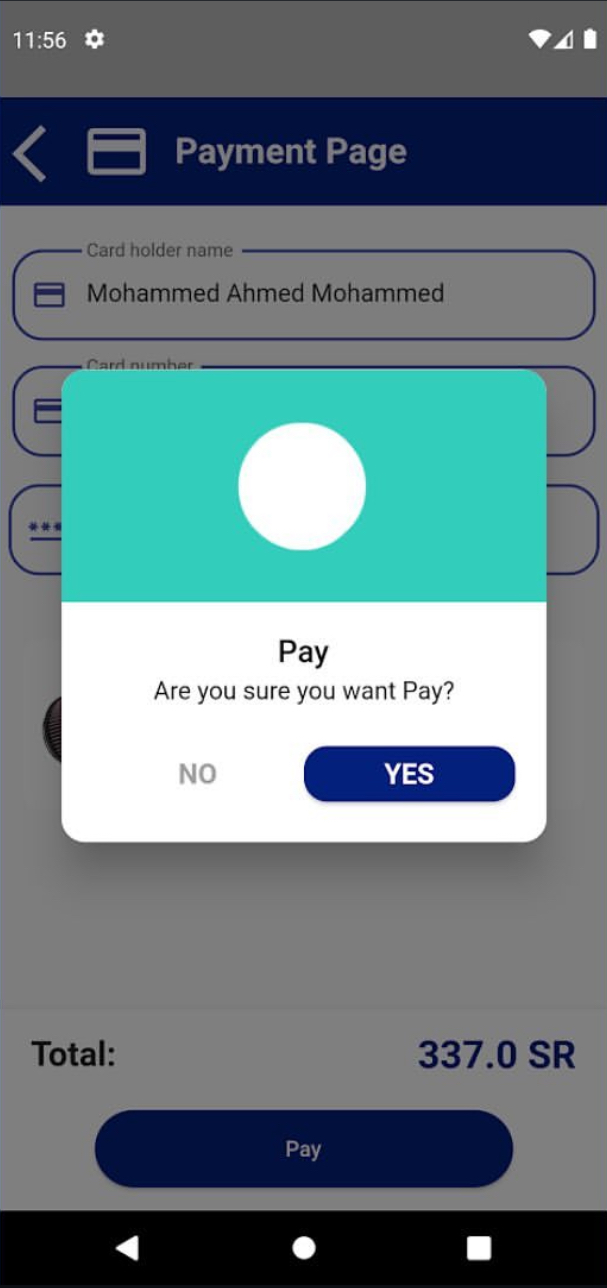 11:56
Payment Page
Card holder name
Mohammed Ahmed Mohammed
Card number
***
Pay
Are you sure you want Pay?
NO
YES
Total:
337.0 SR
Pay